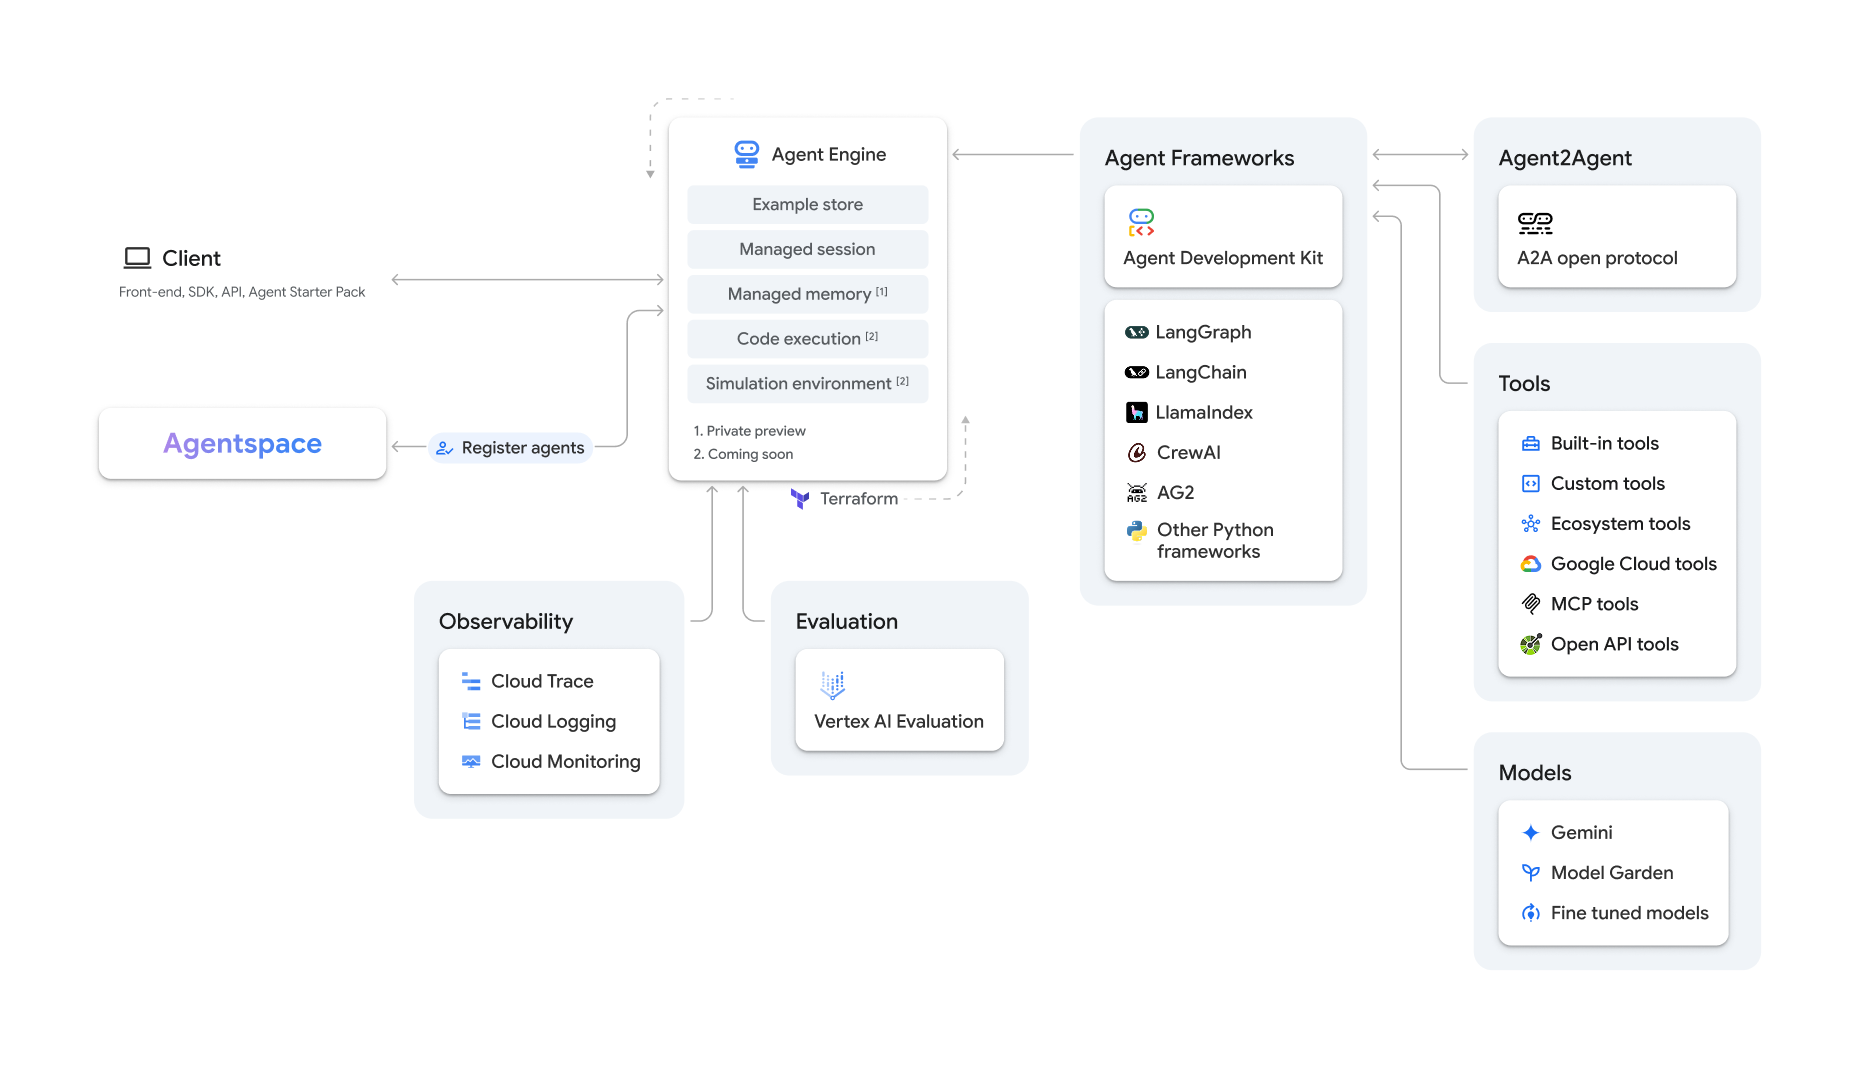 Client
Front-end, SDK, API, Agent Starter Pack
Agentspace
Register agents
Agent Engine
Example store
Managed session
Managed memory [1]
Code execution [2]
Simulation environment [2]
1. Private preview
2. Coming soon
Terraform
Observability
Cloud Trace
Cloud Logging
Cloud Monitoring
Evaluation
Vertex AI Evaluation
Agent Frameworks
Agent Development Kit
LangGraph
LangChain
LlamaIndex
CrewAI
AG2
AG2
Other Python
frameworks
Agent2Agent
A2A open protocol
Tools
Built-in tools
Custom tools
Ecosystem tools
Google Cloud tools
MCP tools
Open API tools
Models
Gemini
Model Garden
Fine tuned models